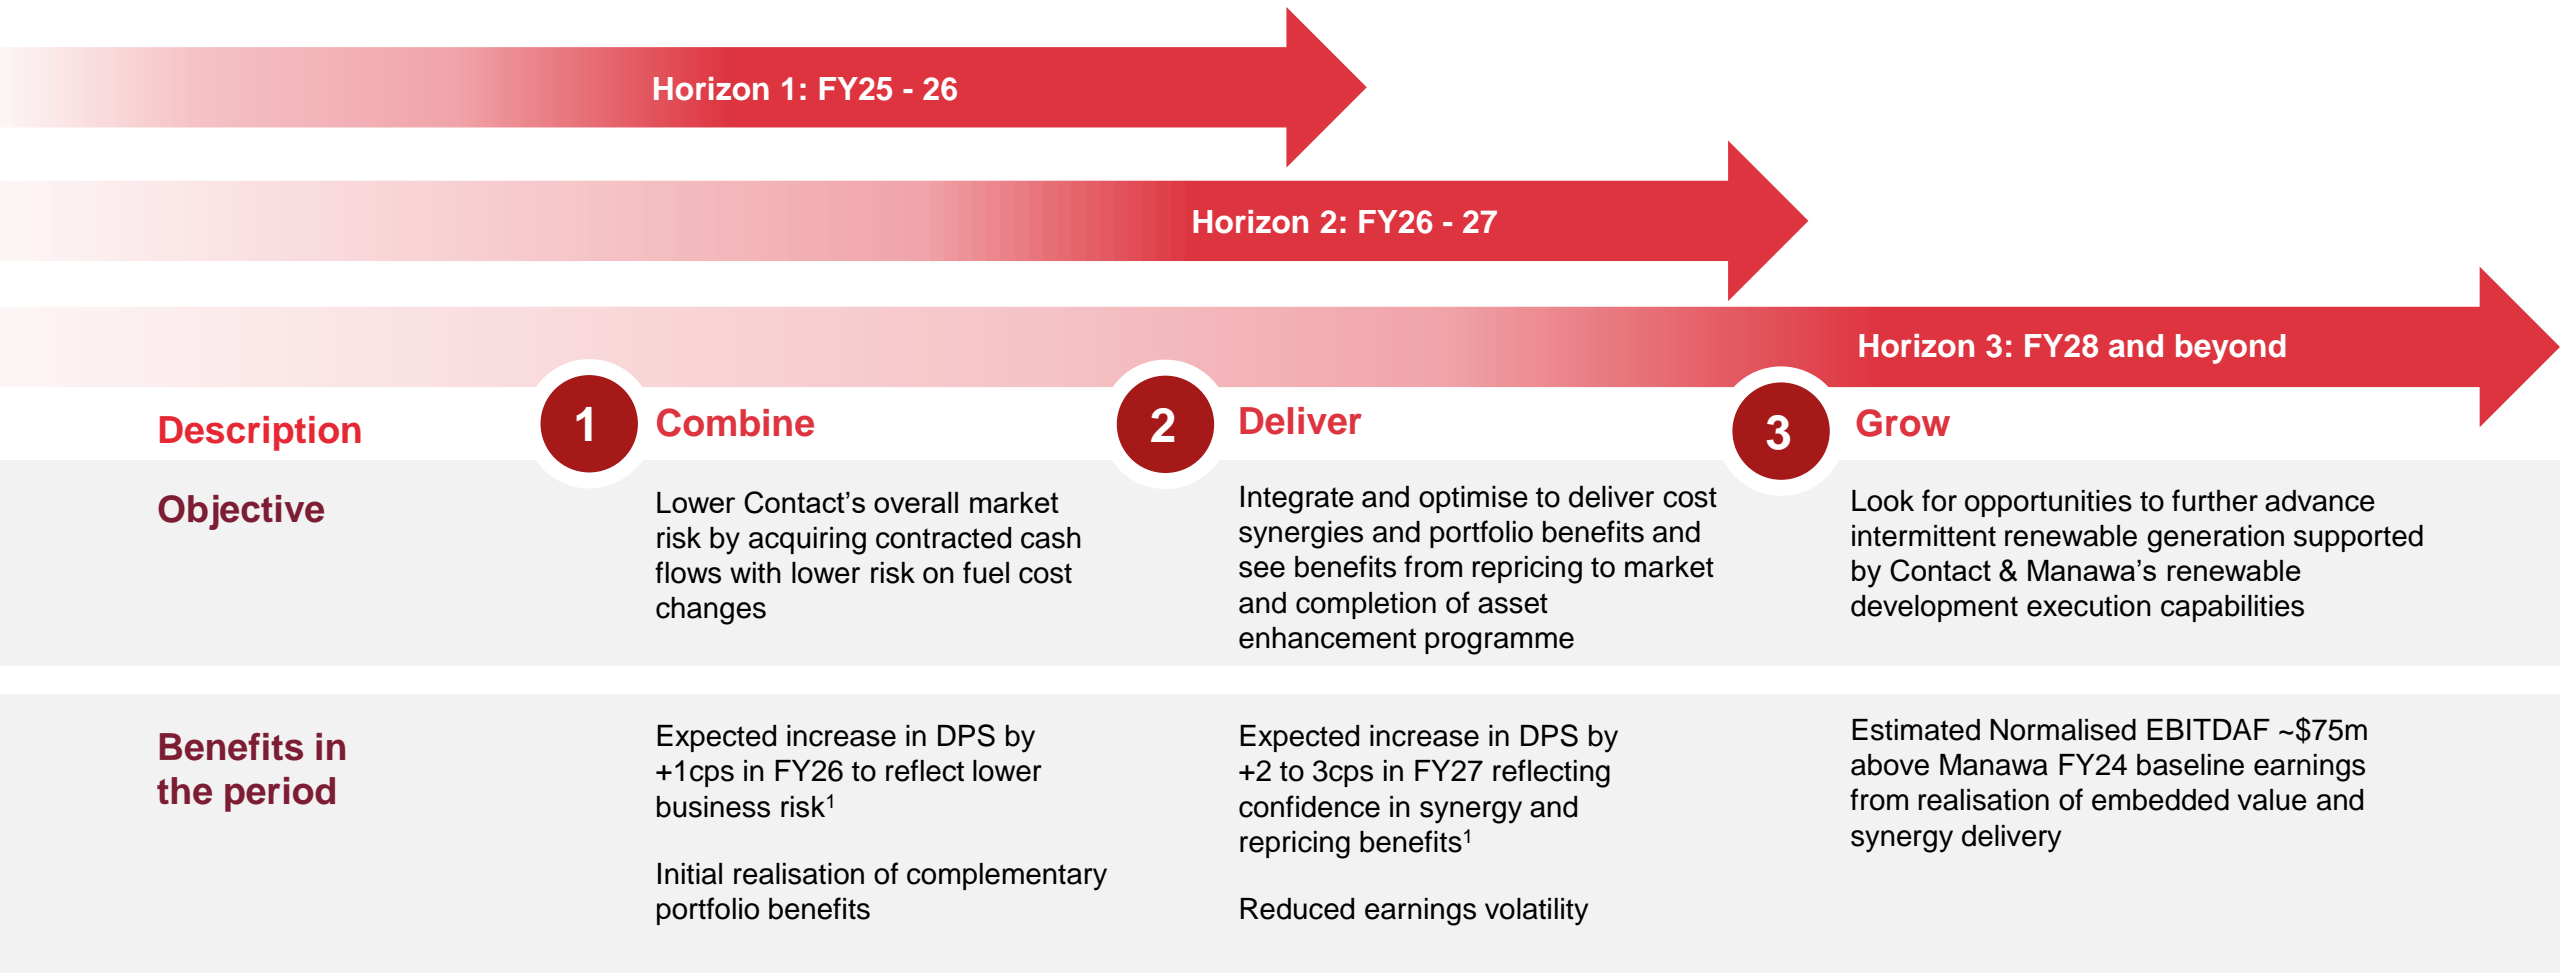 Horizon 1: FY25 - 26
Horizon 2: FY26 - 27
Horizon 3: FY28 and beyond
Description
1
Combine
2
Deliver
3
Grow
Objective
Lower Contact’s overall market
risk by acquiring contracted cash
flows with lower risk on fuel cost
changes
Integrate and optimise to deliver cost
synergies and portfolio benefits and
see benefits from repricing to market
and completion of asset
enhancement programme
Look for opportunities to further advance
intermittent renewable generation supported
by Contact & Manawa’s renewable
development execution capabilities
Benefits in
the period
Expected increase in DPS by
+1cps in FY26 to reflect lower
business risk¹
Initial realisation of complementary
portfolio benefits
Expected increase in DPS by
+2 to 3cps in FY27 reflecting
confidence in synergy and
repricing benefits¹
Reduced earnings volatility
Estimated Normalised EBITDAF ~$75m
above Manawa FY24 baseline earnings
from realisation of embedded value and
synergy delivery